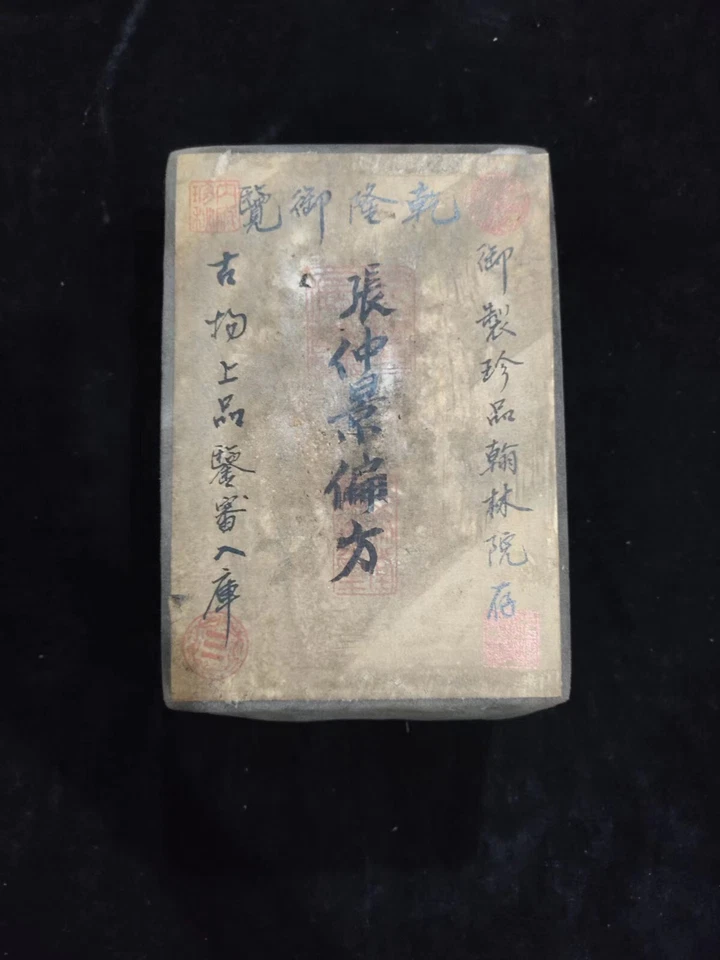 乾隆御覽
御製珍品翰林院存
張仲景偏方
古物上品鑒審入庫